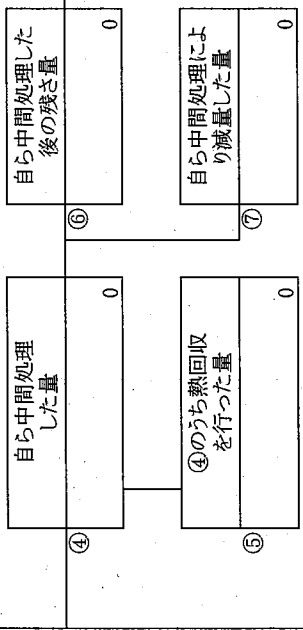 ④
自ら中間処理
した量
0
⑤
④のうち熱回収
を行った量
0
⑥
自ら中間処理した
後の残さ量
0
⑦
自ら中間処理によ
り減量した量
0